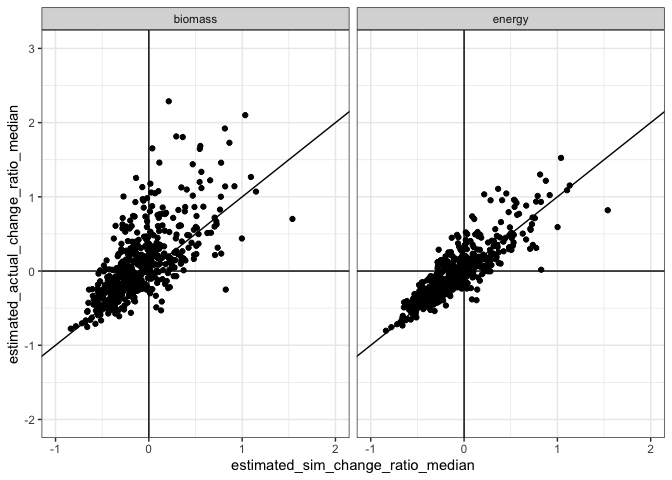 biomass
energy
estimated_actual_change_ratio_median
3
2
1
0
-1
-2
-1 0 1 2
-1 0 1 2
estimated_sim_change_ratio_median